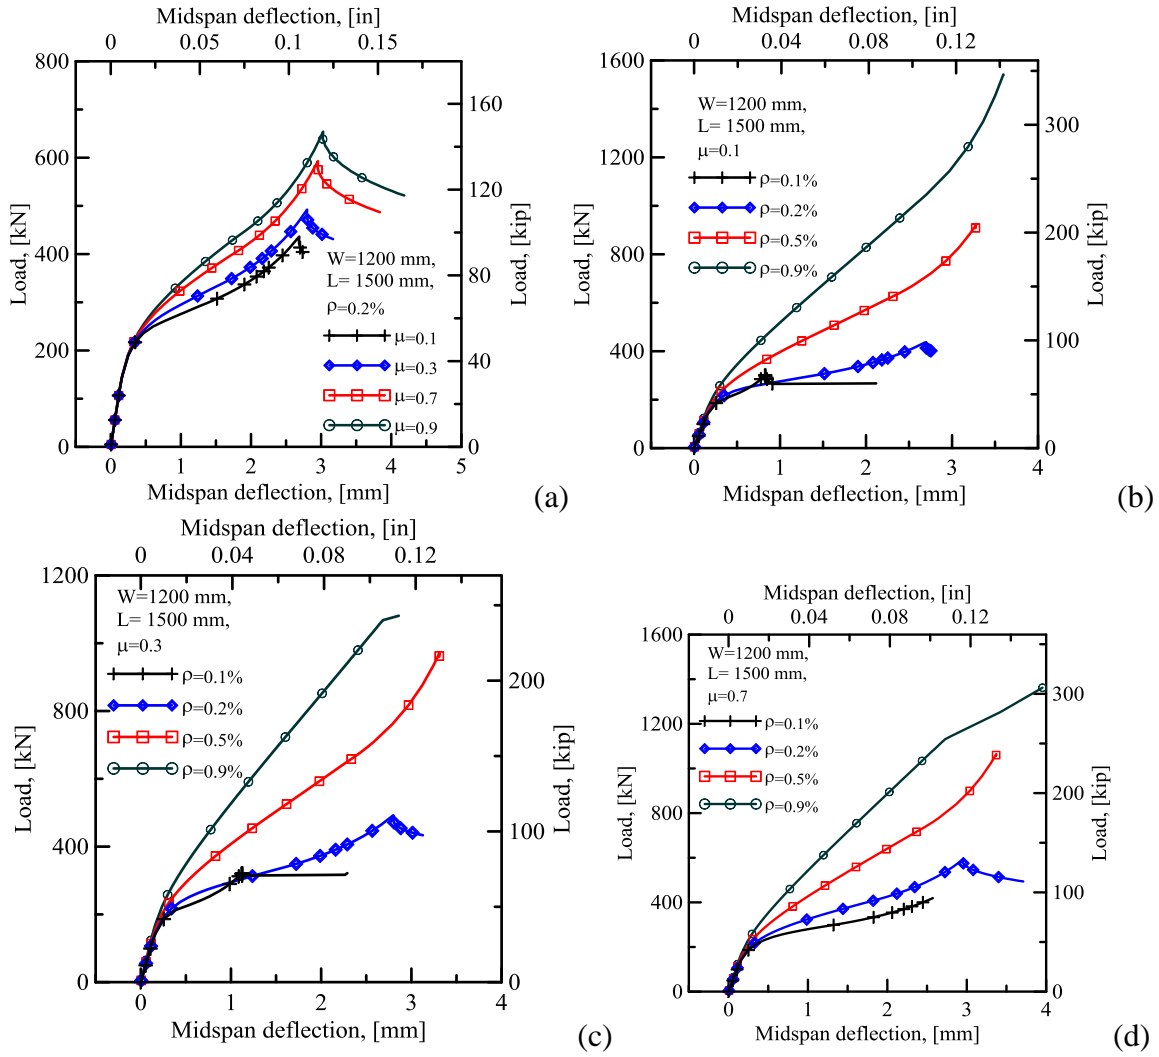 Midspan deflection, [in]
0 0.05 0.1 0.15
800
600
400
200
0
Load, [kN]
160
120
80
40
0
Load, [kip]
W=1200 mm,
L= 1500 mm,
ρ=0.2%
μ=0.1
μ=0.3
μ=0.7
μ=0.9
0 1 2 3 4 5
Midspan deflection, [mm]
(a)
Midspan deflection, [in]
0 0.04 0.08 0.12
1600
1200
800
400
0
Load, [kN]
300
200
100
0
Load, [kip]
W=1200 mm,
L= 1500 mm,
μ=0.1
ρ=0.1%
ρ=0.2%
ρ=0.5%
ρ=0.9%
0 1 2 3 4
Midspan deflection, [mm]
(b)
Midspan deflection, [in]
0 0.04 0.08 0.12
1200
800
400
0
Load, [kN]
200
100
0
Load, [kip]
W=1200 mm,
L= 1500 mm,
μ=0.3
ρ=0.1%
ρ=0.2%
ρ=0.5%
ρ=0.9%
0 1 2 3 4
Midspan deflection, [mm]
(c)
Midspan deflection, [in]
0 0.04 0.08 0.12
1600
1200
800
400
0
Load, [kN]
300
200
100
0
Load, [kip]
W=1200 mm,
L= 1500 mm,
μ=0.7
ρ=0.1%
ρ=0.2%
ρ=0.5%
ρ=0.9%
0 1 2 3 4
Midspan deflection, [mm]
(d)